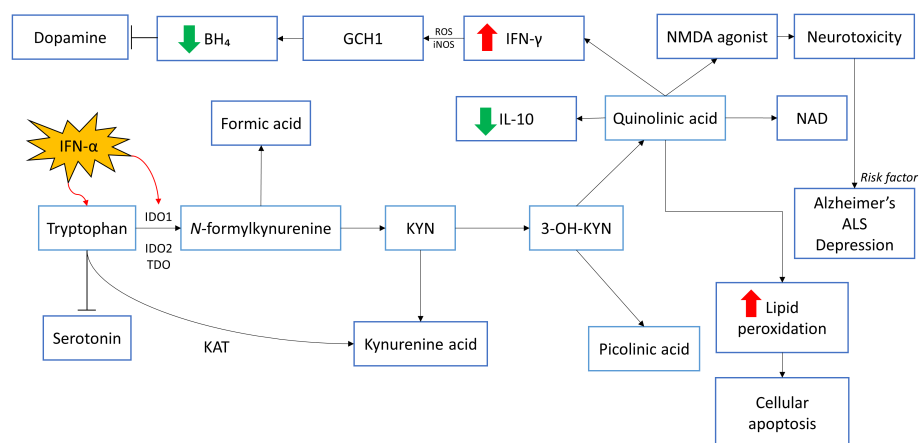 Dopamine
BH₄
GCH1
ROS
iNOS
IFN-γ
NMDA agonist
Neurotoxicity
IL-10
Quinolinic acid
NAD
Formic acid
IFN-α
Risk factor
Alzheimer's
ALS
Depression
Tryptophan
IDO1
IDO2
TDO
N-formylkynurenine
KYN
3-OH-KYN
Serotonin
KAT
Kynurenine acid
Picolinic acid
Lipid
peroxidation
Cellular
apoptosis